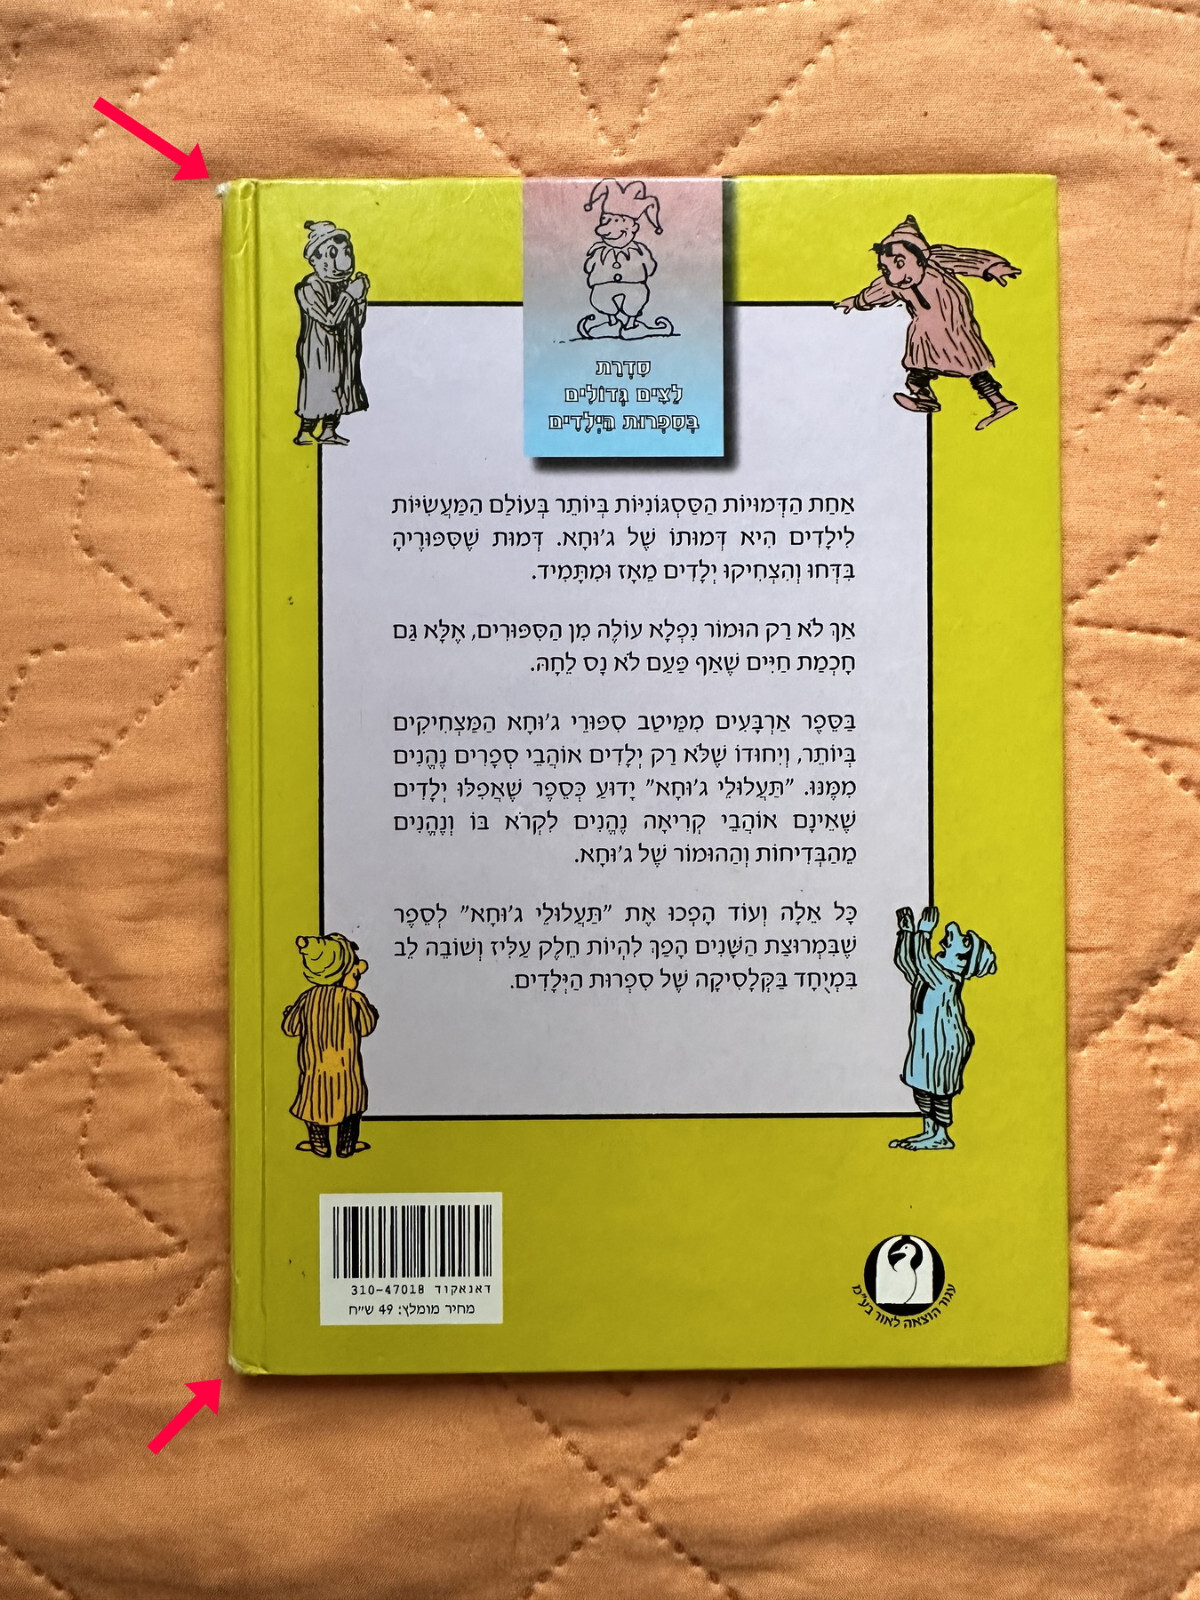 סִדְרַת
לֵצִים גְּדוֹלִים
בְּסִפְרוּת הַיְּלָדִים
אַחַת הַדְּמוּיוֹת הַסַּסְגּוֹנִיּוֹת בְּיוֹתֵר בְּעוֹלַם הַמַּעֲשִׂיּוֹת
לִילָדִים הִיא דְּמוּתוֹ שֶׁל ג׳וּחָא. דְּמוּת שֶׁסִּפּוּרֶיהָ
בִּדְּחוּ וְהִצְחִיקוּ יְלָדִים מֵאָז וּמִתָּמִיד.
אַךְ לֹא רַק הוּמוֹר נִפְלָא עוֹלֶה מִן הַסִּפּוּרִים, אֶלָּא גַּם
חָכְמַת חַיִּים שֶׁאַף פַּעַם לֹא נָס לֵחָהּ.
בַּסֵּפֶר אַרְבָּעִים מִמֵּיטַב סִפּוּרֵי ג׳וּחָא הַמַּצְחִיקִים
בְּיוֹתֵר, וְיִחוּדוֹ שֶׁלֹּא רַק יְלָדִים אוֹהֲבֵי סְפָרִים נֶהֱנִים
מִמֶּנּוּ. ״תַּעֲלוּלֵי ג׳וּחָא״ יָדוּעַ כְּסֵפֶר שֶׁאֲפִלּוּ יְלָדִים
שֶׁאֵינָם אוֹהֲבֵי קְרִיאָה נֶהֱנִים לִקְרֹא בּוֹ וְנֶהֱנִים
מֵהַבְּדִיחוֹת וְהַהוּמוֹר שֶׁל ג׳וּחָא.
כָּל אֵלֶּה וְעוֹד הָפְכוּ אֶת ״תַּעֲלוּלֵי ג׳וּחָא״ לְסֵפֶר
שֶׁבִּמְרוּצַת הַשָּׁנִים הָפַךְ לִהְיוֹת חֵלֶק עַלִּיז וְשׁוֹבֵה לֵב
בִּמְיֻחָד בַּקְּלָסִיקָה שֶׁל סִפְרוּת הַיְּלָדִים.
דאנאקוד 310-47018
מחיר מומלץ: 49 ש״ח
עגור הוצאה לאור בע״מ